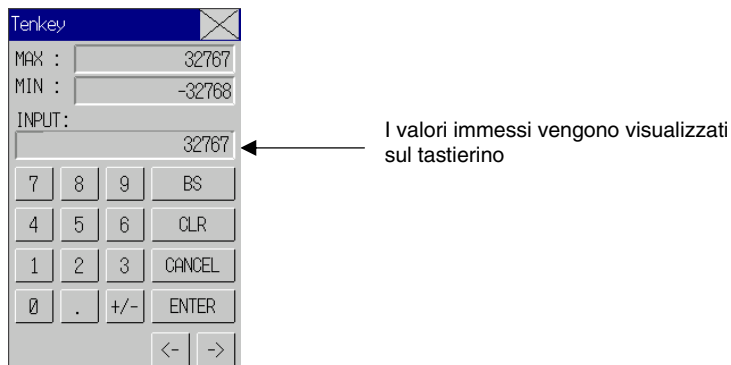 Tenkey
MAX : 32767
MIN : -32768
INPUT:
32767
I valori immessi vengono visualizzati
sul tastierino
7 8 9 BS
4 5 6 CLR
1 2 3 CANCEL
0 . +/- ENTER
<- ->